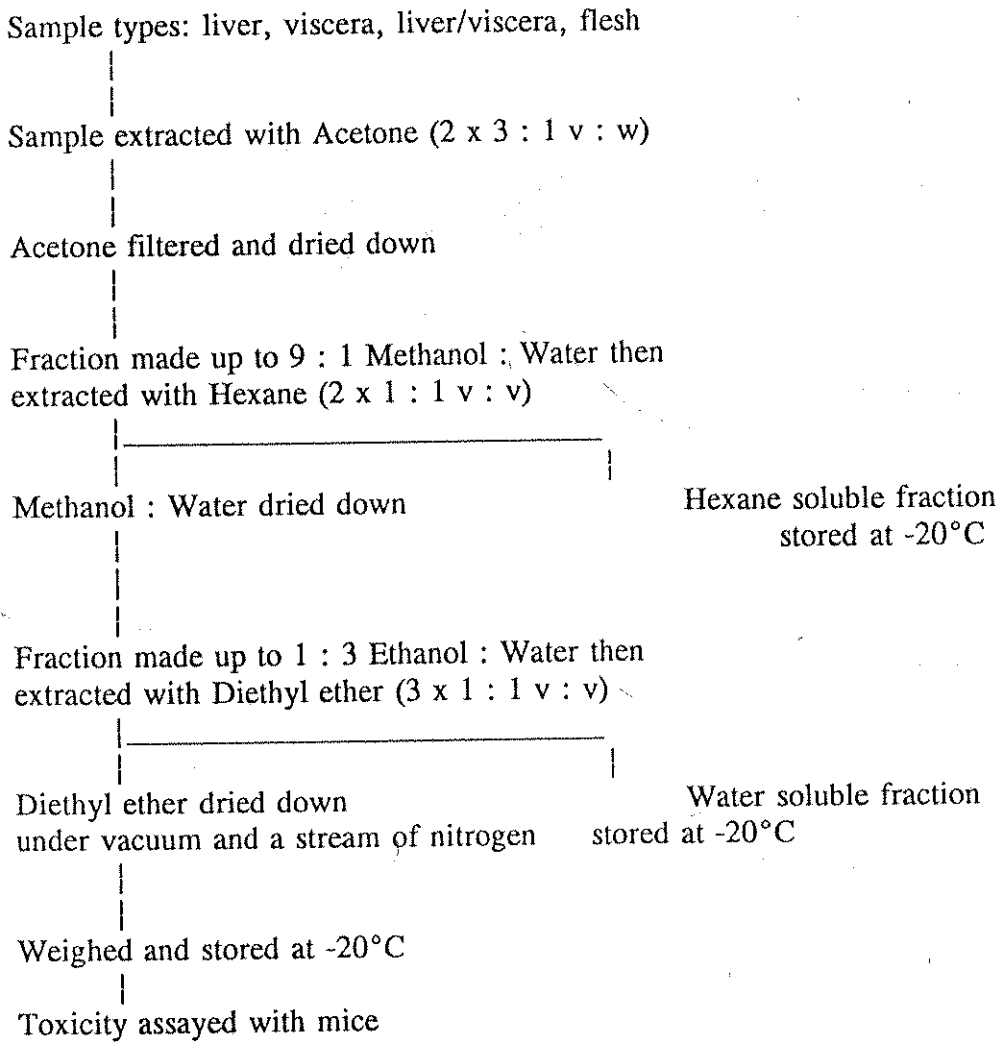 Sample types: liver, viscera, liver/viscera, flesh
Sample extracted with Acetone (2 x 3 : 1 v : w)
Acetone filtered and dried down
Fraction made up to 9 : 1 Methanol : Water then
extracted with Hexane (2 x 1 : 1 v : v)
Methanol : Water dried down
Hexane soluble fraction
stored at -20°C
Fraction made up to 1 : 3 Ethanol : Water then
extracted with Diethyl ether (3 x 1 : 1 v : v)
Diethyl ether dried down
under vacuum and a stream of nitrogen
Water soluble fraction
stored at -20°C
Weighed and stored at -20°C
Toxicity assayed with mice